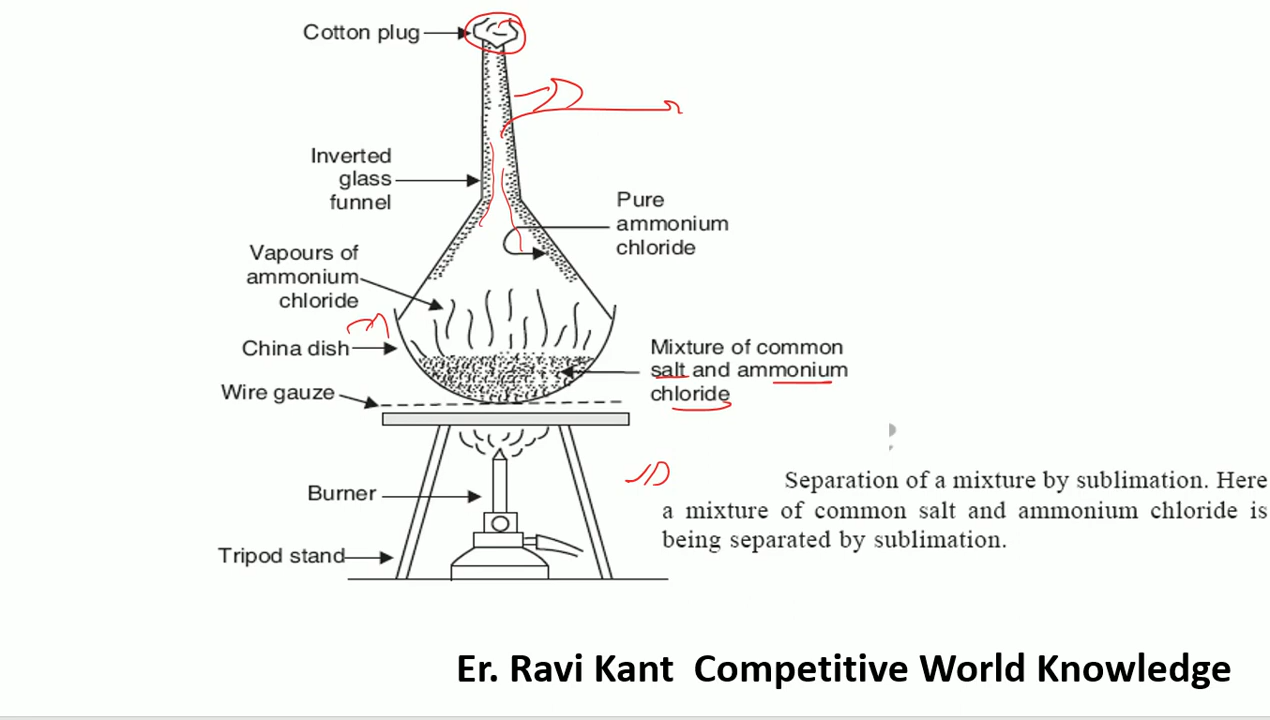 Cotton plug
Inverted
glass
funnel
Pure
ammonium
chloride
Vapours of
ammonium
chloride
China dish
Mixture of common
salt and ammonium
chloride
Wire gauze
Burner
Tripod stand
Separation of a mixture by sublimation. Here
a mixture of common salt and ammonium chloride is
being separated by sublimation.
Er. Ravi Kant Competitive World Knowledge